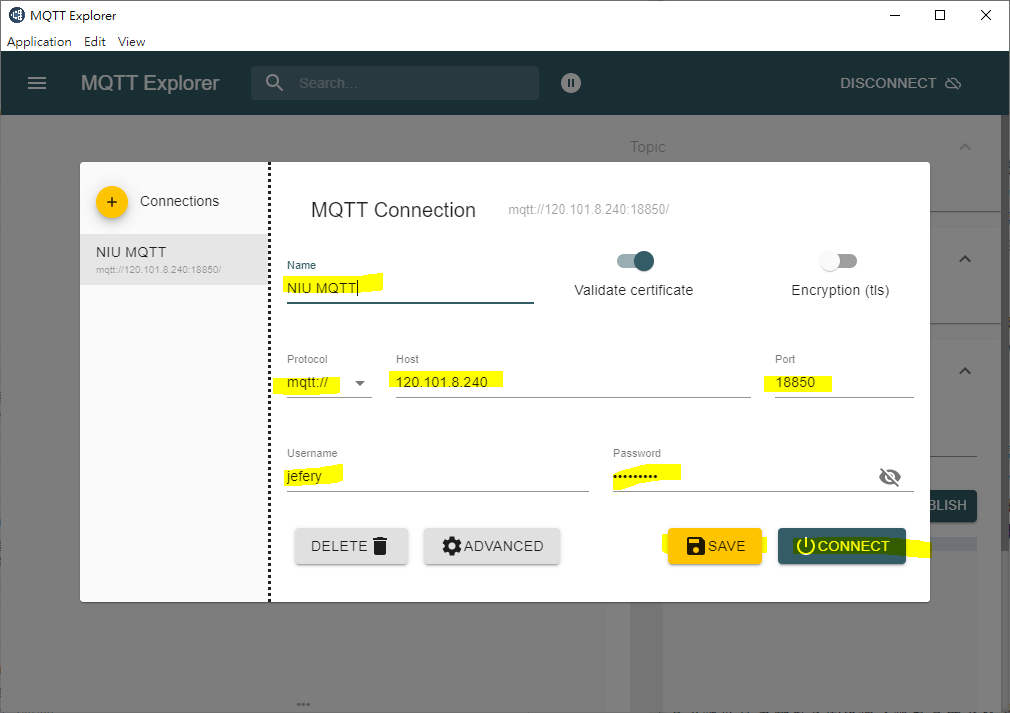 MQTT Explorer
Application Edit View
MQTT Explorer
Search...
DISCONNECT
Topic
+ Connections
NIU MQTT
mqtt://120.101.8.240:18850/
MQTT Connection mqtt://120.101.8.240:18850/
Name
NIU MQTT
Validate certificate
Encryption (tls)
Protocol Host Port
mqtt:// 120.101.8.240 18850
Username Password
jefery •••••••••
DELETE ADVANCED SAVE CONNECT
BLISH